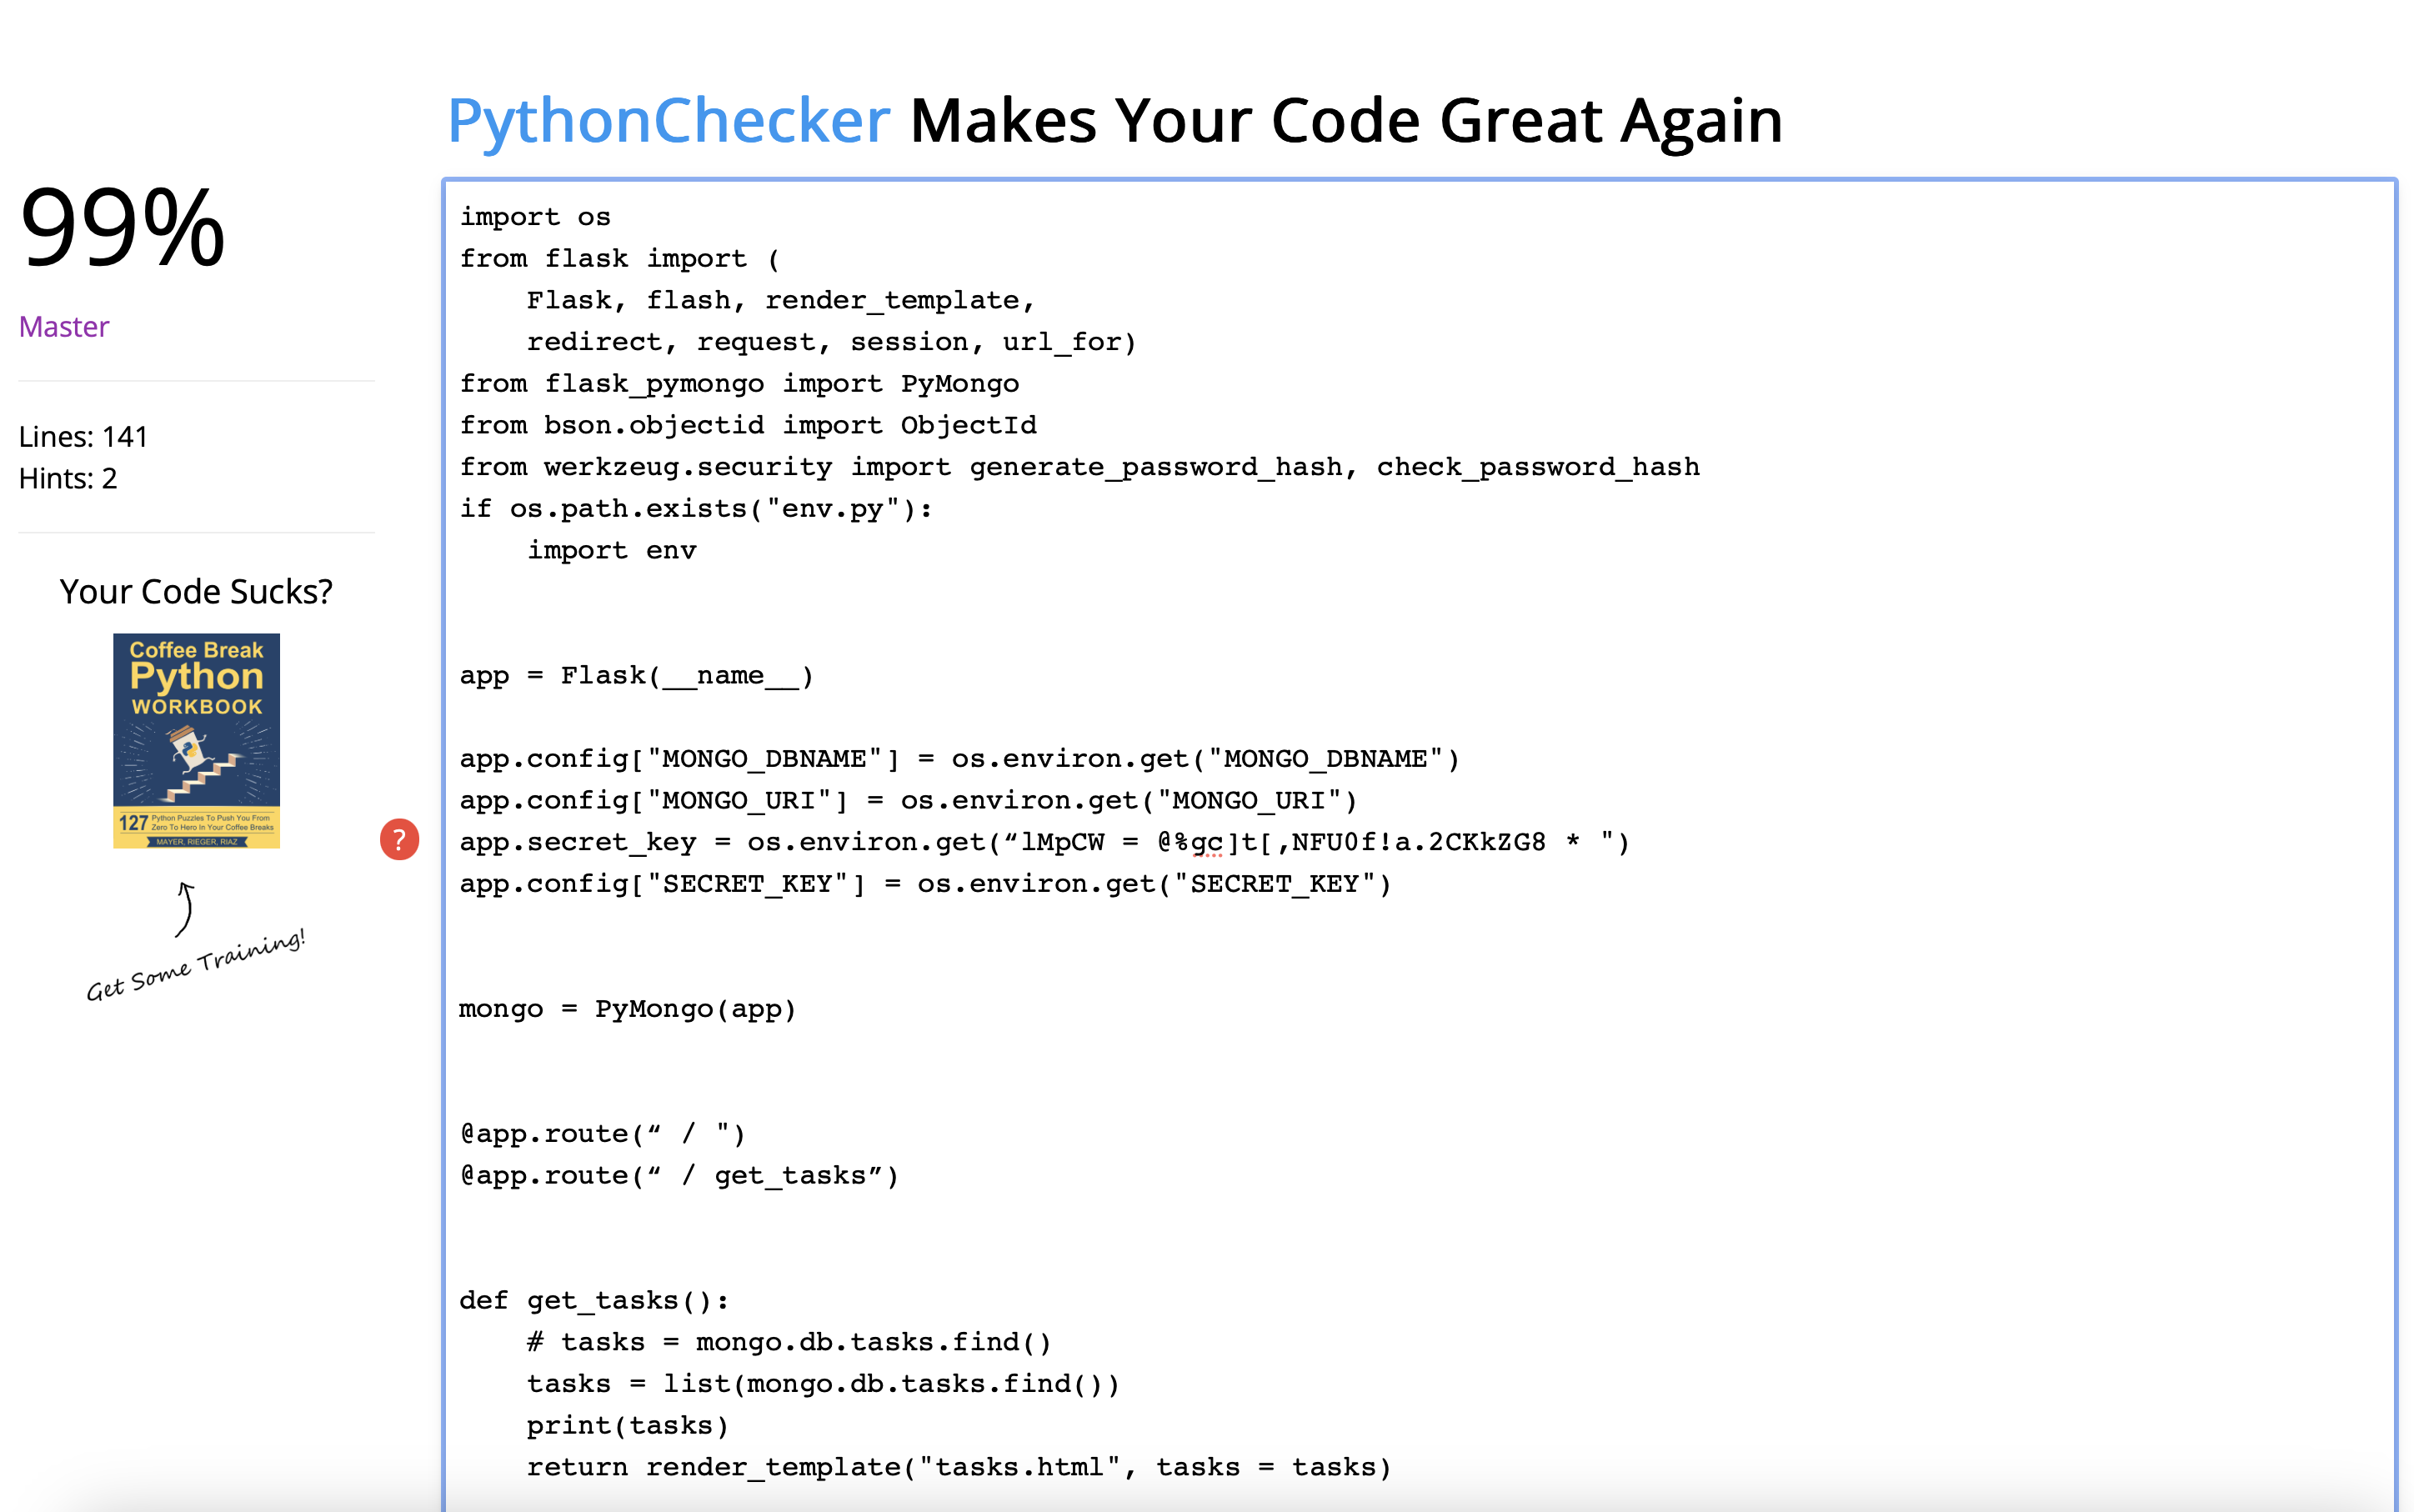 PythonChecker Makes Your Code Great Again
99%
Master
Lines: 141
Hints: 2
Your Code Sucks?
Coffee Break
Python
WORKBOOK
127 Python Puzzles To Push You From
Zero To Hero In Your Coffee Breaks
MAYER, RIEGER, RIAZ
Get Some Training!
?
import os
from flask import (
    Flask, flash, render_template,
    redirect, request, session, url_for)
from flask_pymongo import PyMongo
from bson.objectid import ObjectId
from werkzeug.security import generate_password_hash, check_password_hash
if os.path.exists("env.py"):
    import env
app = Flask(__name__)
app.config["MONGO_DBNAME"] = os.environ.get("MONGO_DBNAME")
app.config["MONGO_URI"] = os.environ.get("MONGO_URI")
app.secret_key = os.environ.get(“lMpCW = @%gc]t[,NFU0f!a.2CKkZG8 * ")
app.config["SECRET_KEY"] = os.environ.get("SECRET_KEY")
mongo = PyMongo(app)
@app.route(“ / ")
@app.route(“ / get_tasks”)
def get_tasks():
    # tasks = mongo.db.tasks.find()
    tasks = list(mongo.db.tasks.find())
    print(tasks)
    return render_template("tasks.html", tasks = tasks)